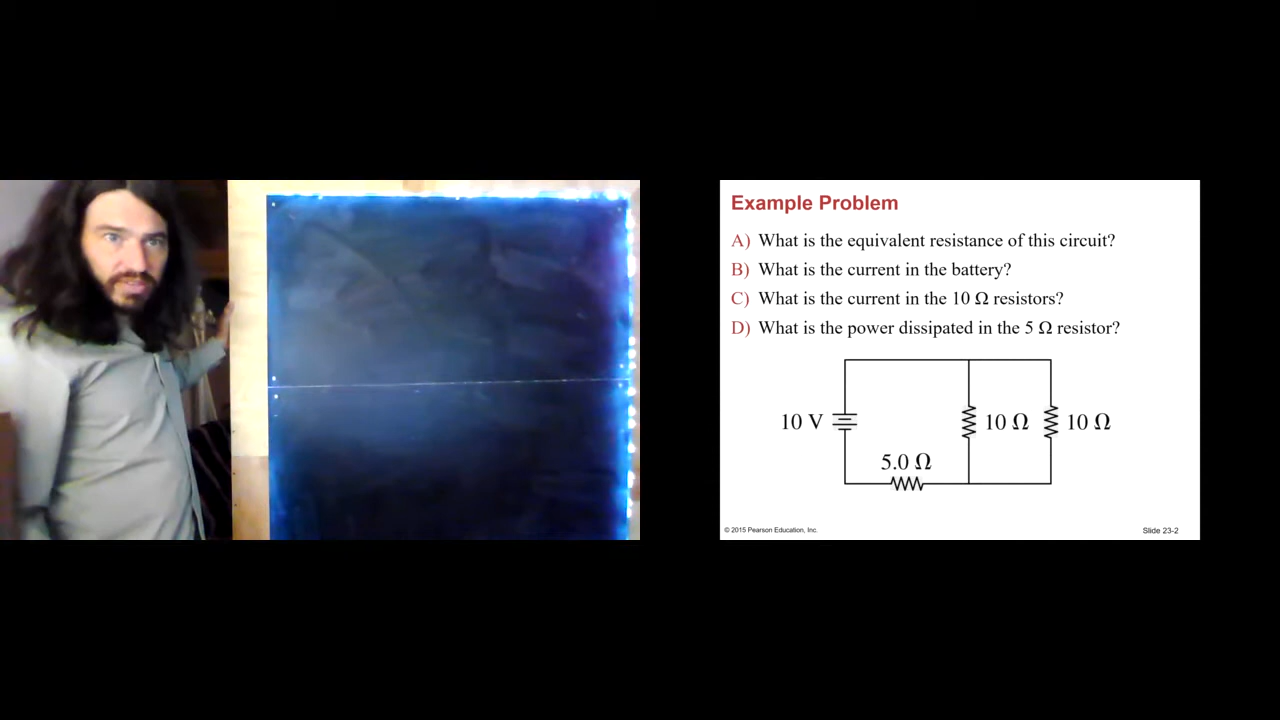 Example Problem
A) What is the equivalent resistance of this circuit?
B) What is the current in the battery?
C) What is the current in the 10 Ω resistors?
D) What is the power dissipated in the 5 Ω resistor?
10 V
10 Ω
10 Ω
5.0 Ω
© 2015 Pearson Education, Inc.
Slide 23-2